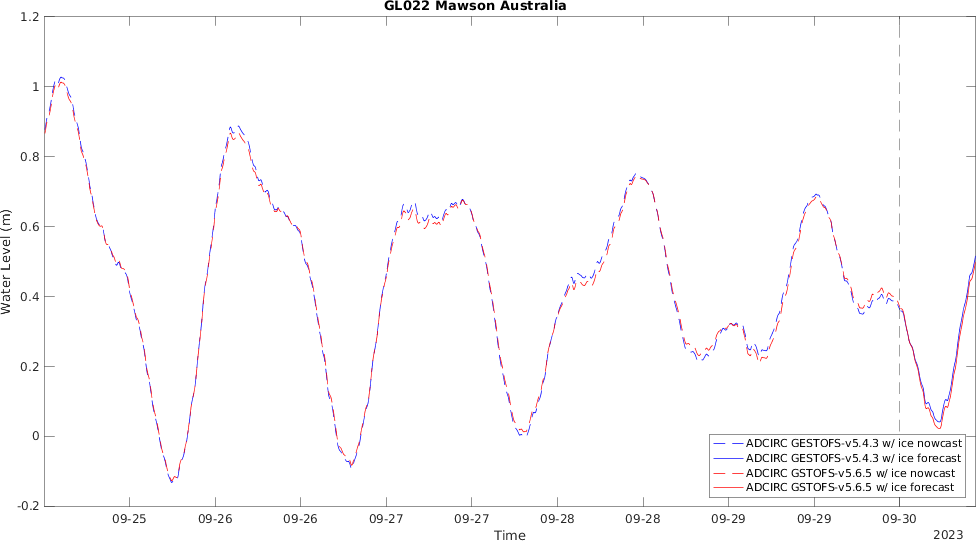 GL022 Mawson Australia
1.2
1
0.8
0.6
0.4
0.2
0
-0.2
Water Level (m)
ADCIRC GESTOFS-v5.4.3 w/ ice nowcast
ADCIRC GESTOFS-v5.4.3 w/ ice forecast
ADCIRC GSTOFS-v5.6.5 w/ ice nowcast
ADCIRC GSTOFS-v5.6.5 w/ ice forecast
09-25 09-26 09-26 09-27 09-27 09-28 09-28 09-29 09-29 09-30
Time
2023